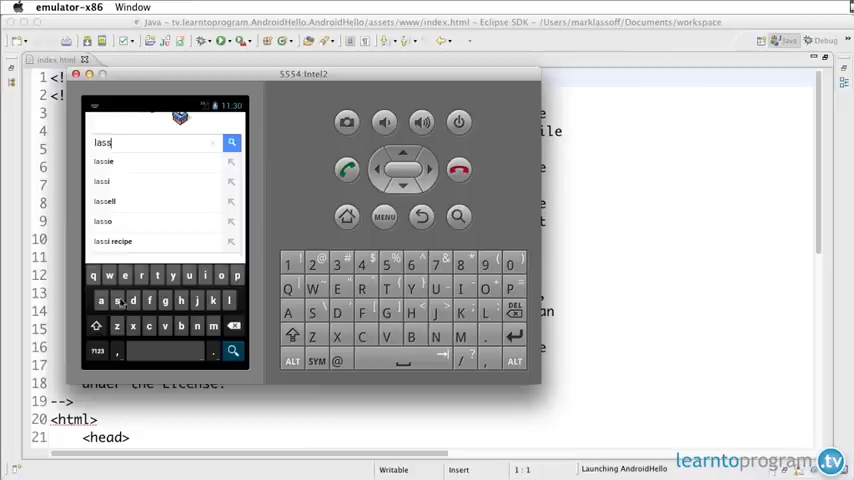 emulator-x86 Window
Java - tv.learntoprogram.AndroidHello.AndroidHello/assets/www/index.html - Eclipse SDK - /Users/marklassoff/Documents/workspace
Java Debug
index.html
5554:Intel2
11:30
lass
lassie
lassi
lassell
lasso
lassi recipe
q w e r t y u i o p
a s d f g h j k l
z x c v b n m
?123 , .
MENU
1 ! 2 @ 3 # 4 $ 5 % 6 ^ 7 & 8 * 9 ( 0 )
Q W E R T Y U I O P
A S D F G H J K L DEL
Z X C V B N M .
ALT SYM @ / ? , ALT
1 <!
2 <!
3 e
4 ile
5
6
7 e
8 t
9
10
11 e
12
13 ,
14 an
15
16 e
17
18 under the License.
19 -->
20 <html>
21 <head>
Writable Insert 1 : 1 Launching AndroidHello
learntoprogram.tv